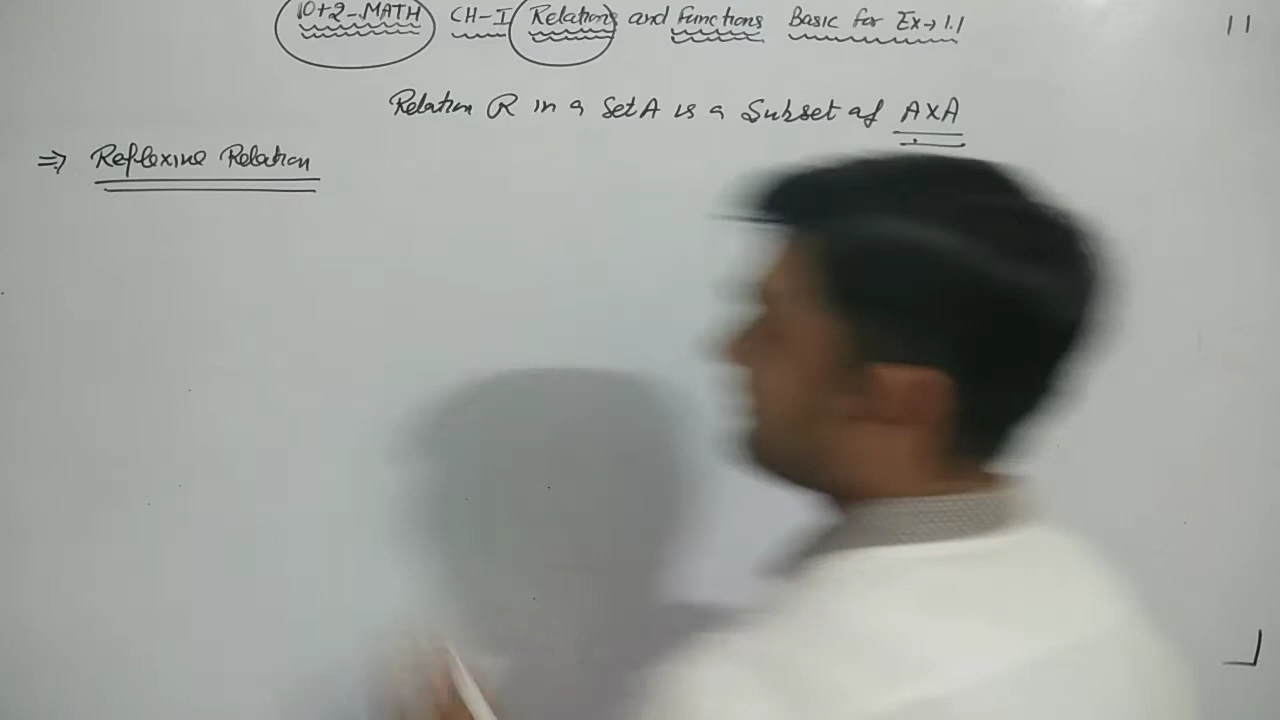 10+2-MATH CH-I Relations and Functions Basic for Ex→1.1
Relation R in a Set A is a Subset of A×A
⇒ Reflexive Relation